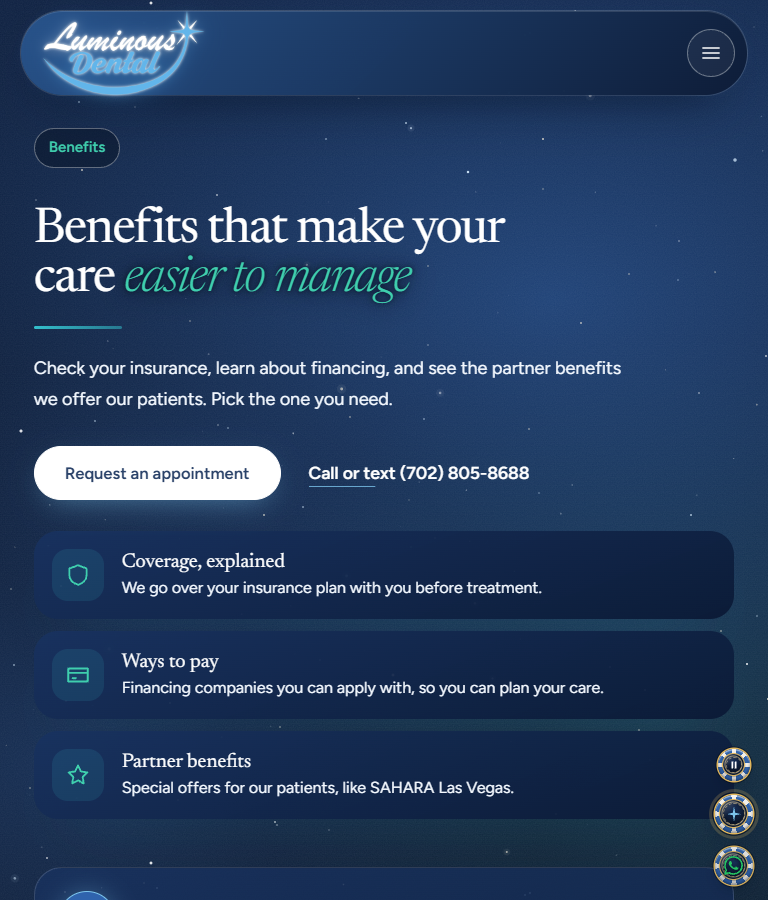 Luminous
Dental
Benefits
Benefits that make your
care easier to manage
Check your insurance, learn about financing, and see the partner benefits
we offer our patients. Pick the one you need.
Request an appointment
Call or text (702) 805-8688
Coverage, explained
We go over your insurance plan with you before treatment.
Ways to pay
Financing companies you can apply with, so you can plan your care.
Partner benefits
Special offers for our patients, like SAHARA Las Vegas.